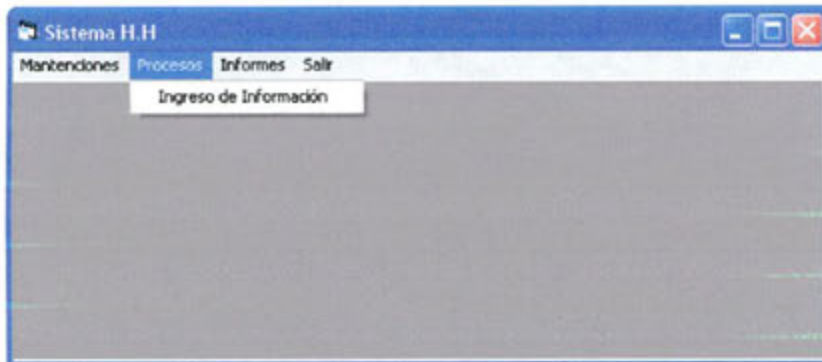 Sistema H.H
Mantenciones Procesos Informes Salir
Ingreso de Información